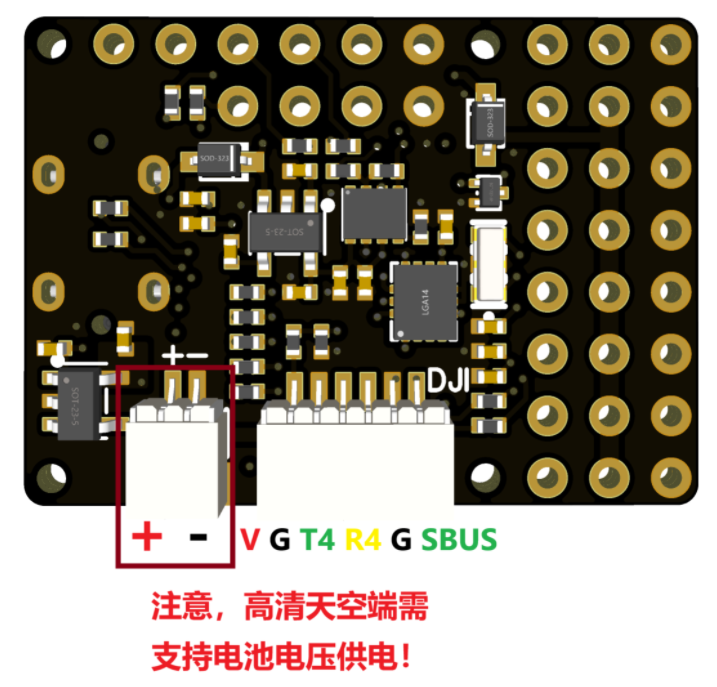 SOD-323
SOD-323
SOT-23-5
LGA14
+-
SOT-23-5
DJI
+ - V G T4 R4 G SBUS
注意，高清天空端需
支持电池电压供电！